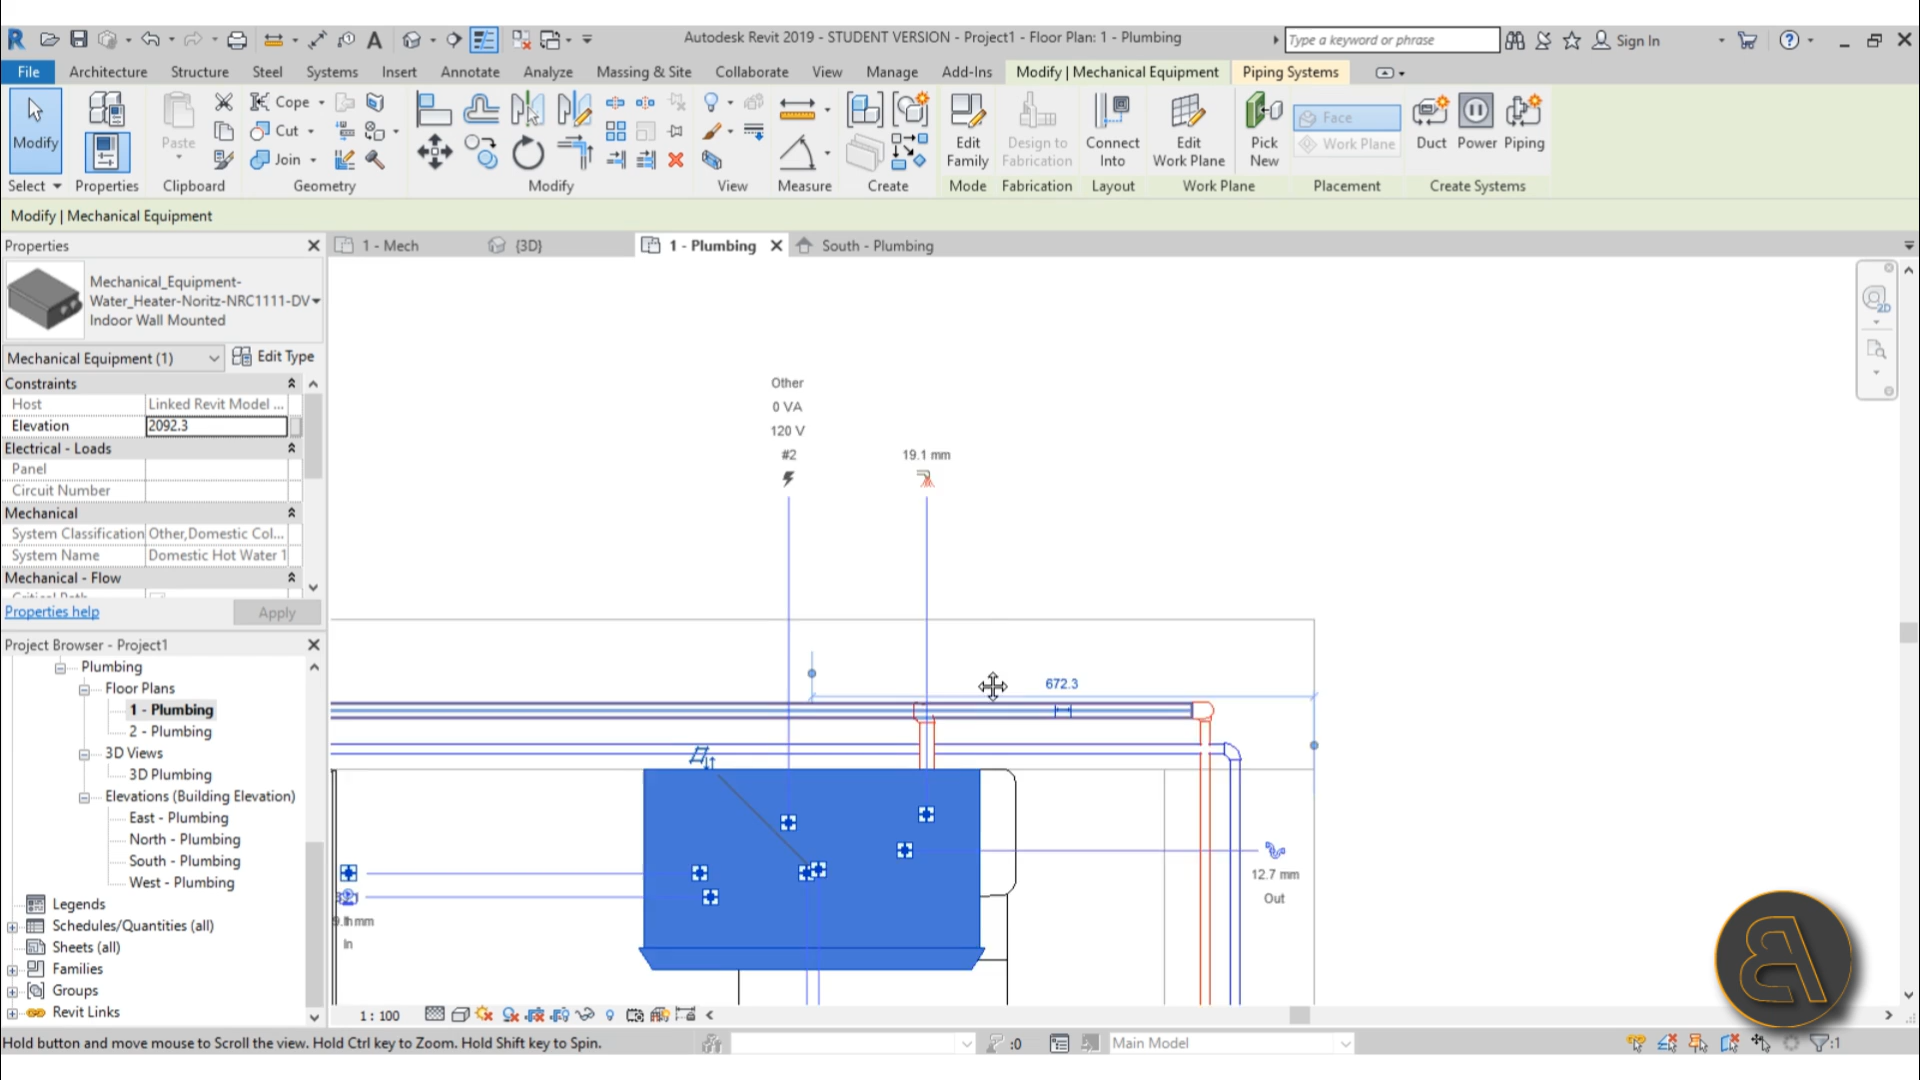 Autodesk Revit 2019 - STUDENT VERSION - Project1 - Floor Plan: 1 - Plumbing
Type a keyword or phrase
Sign In
File Architecture Structure Steel Systems Insert Annotate Analyze Massing & Site Collaborate View Manage Add-Ins Modify | Mechanical Equipment Piping Systems
Modify
Paste
Cope
Cut
Join
Edit Family
Design to Fabrication
Connect Into
Edit Work Plane
Pick New
Face
Work Plane
Duct Power Piping
Select Properties Clipboard Geometry Modify View Measure Create Mode Fabrication Layout Work Plane Placement Create Systems
Modify | Mechanical Equipment
Properties
1 - Mech {3D} 1 - Plumbing South - Plumbing
Mechanical_Equipment-
Water_Heater-Noritz-NRC1111-DV
Indoor Wall Mounted
Mechanical Equipment (1) Edit Type
Constraints
Host Linked Revit Model ...
Elevation 2092.3
Electrical - Loads
Panel
Circuit Number
Mechanical
System Classification Other,Domestic Col...
System Name Domestic Hot Water 1
Mechanical - Flow
Properties help Apply
Project Browser - Project1
Plumbing
Floor Plans
1 - Plumbing
2 - Plumbing
3D Views
3D Plumbing
Elevations (Building Elevation)
East - Plumbing
North - Plumbing
South - Plumbing
West - Plumbing
Legends
Schedules/Quantities (all)
Sheets (all)
Families
Groups
Revit Links
Other
0 VA
120 V
#2
19.1 mm
672.3
12.7 mm
Out
In
2D
1 : 100
Hold button and move mouse to Scroll the view. Hold Ctrl key to Zoom. Hold Shift key to Spin.
:0
Main Model
:1